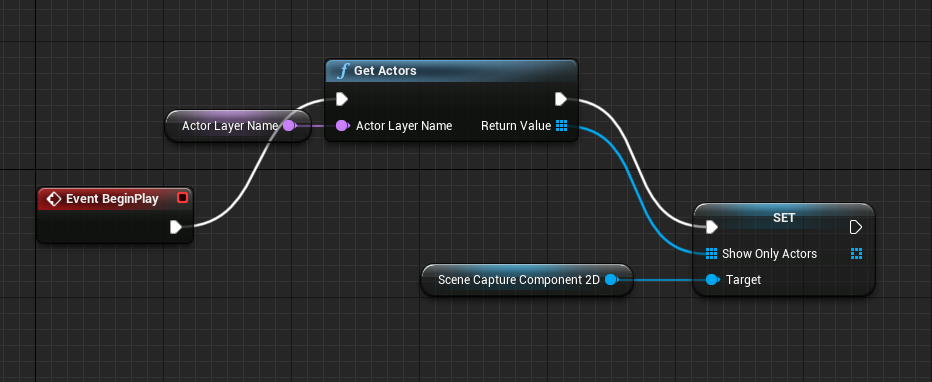 Get Actors
Actor Layer Name
Actor Layer Name Return Value
Event BeginPlay
SET
Show Only Actors
Scene Capture Component 2D
Target